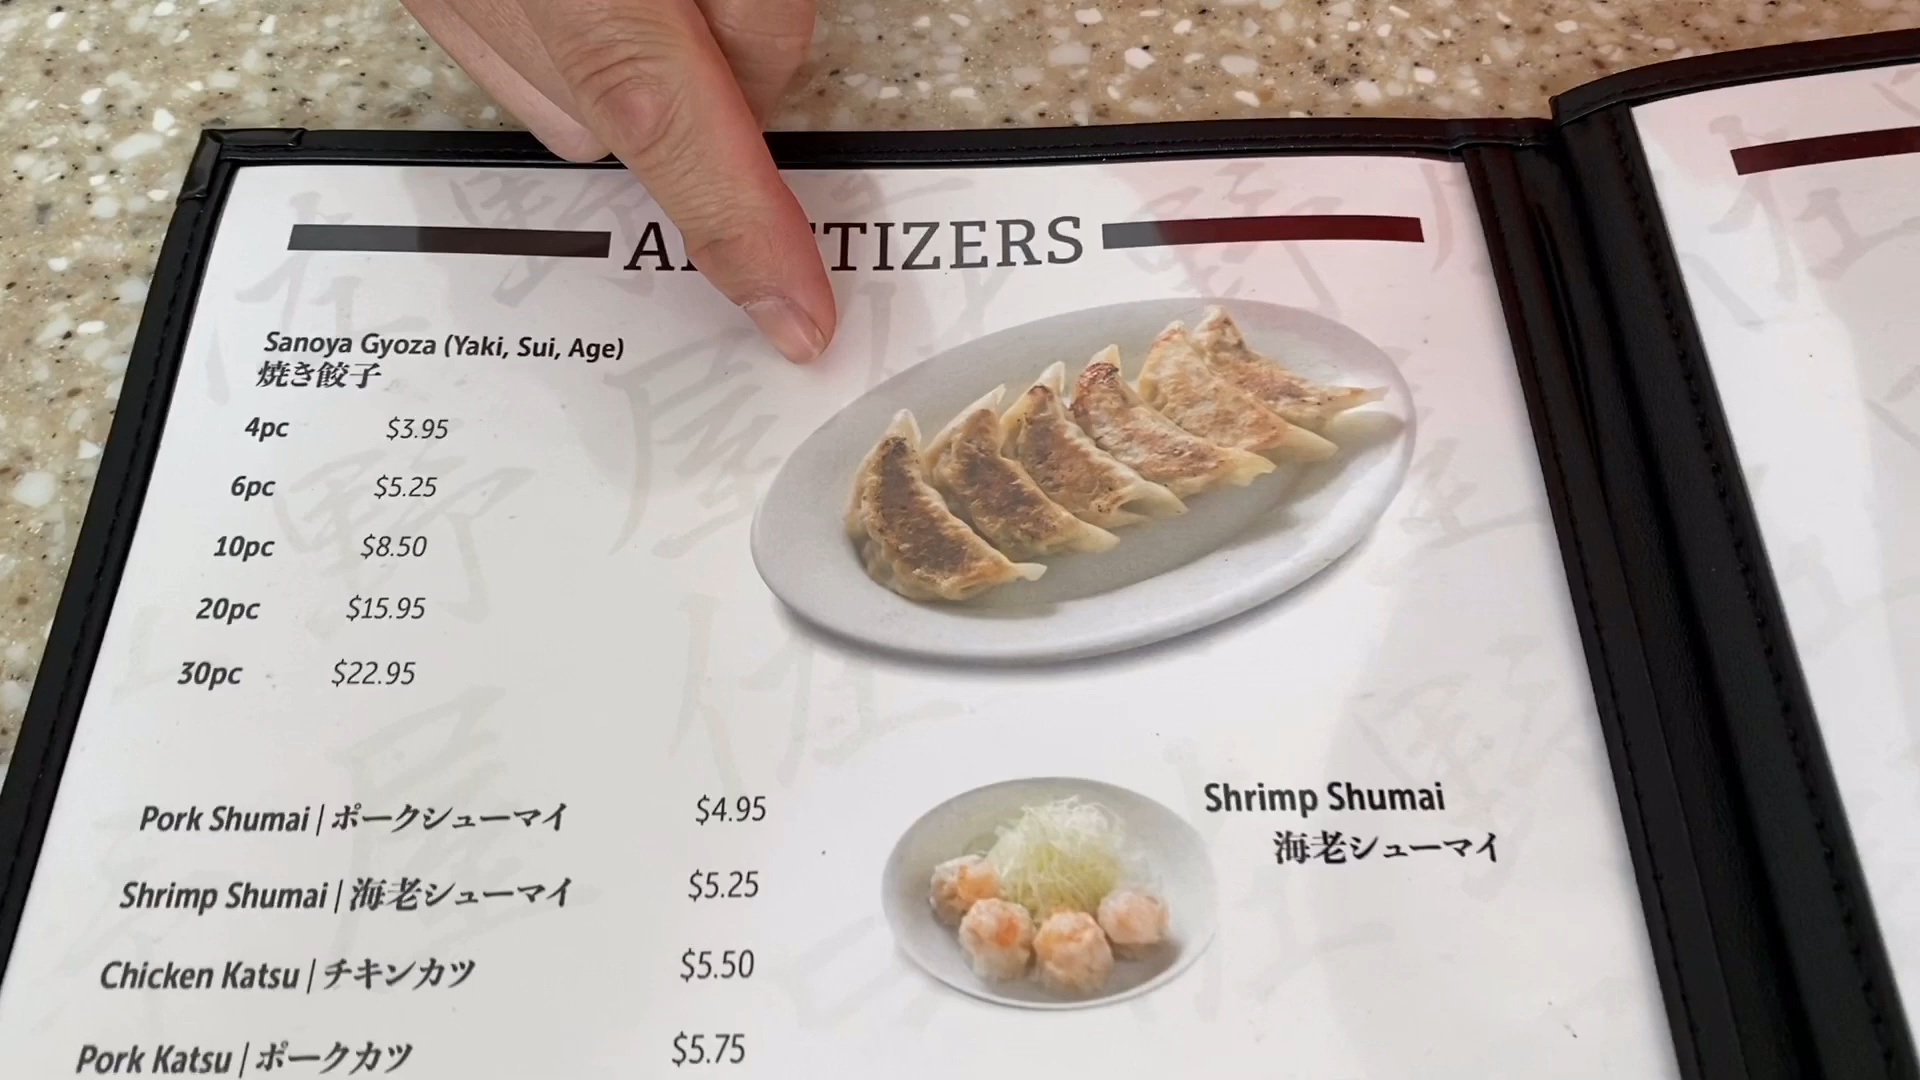 APPETIZERS
Sanoya Gyoza (Yaki, Sui, Age)
焼き餃子
4pc $3.95
6pc $5.25
10pc $8.50
20pc $15.95
30pc $22.95
Pork Shumai | ポークシューマイ $4.95
Shrimp Shumai | 海老シューマイ $5.25
Chicken Katsu | チキンカツ $5.50
Pork Katsu | ポークカツ $5.75
Shrimp Shumai
海老シューマイ